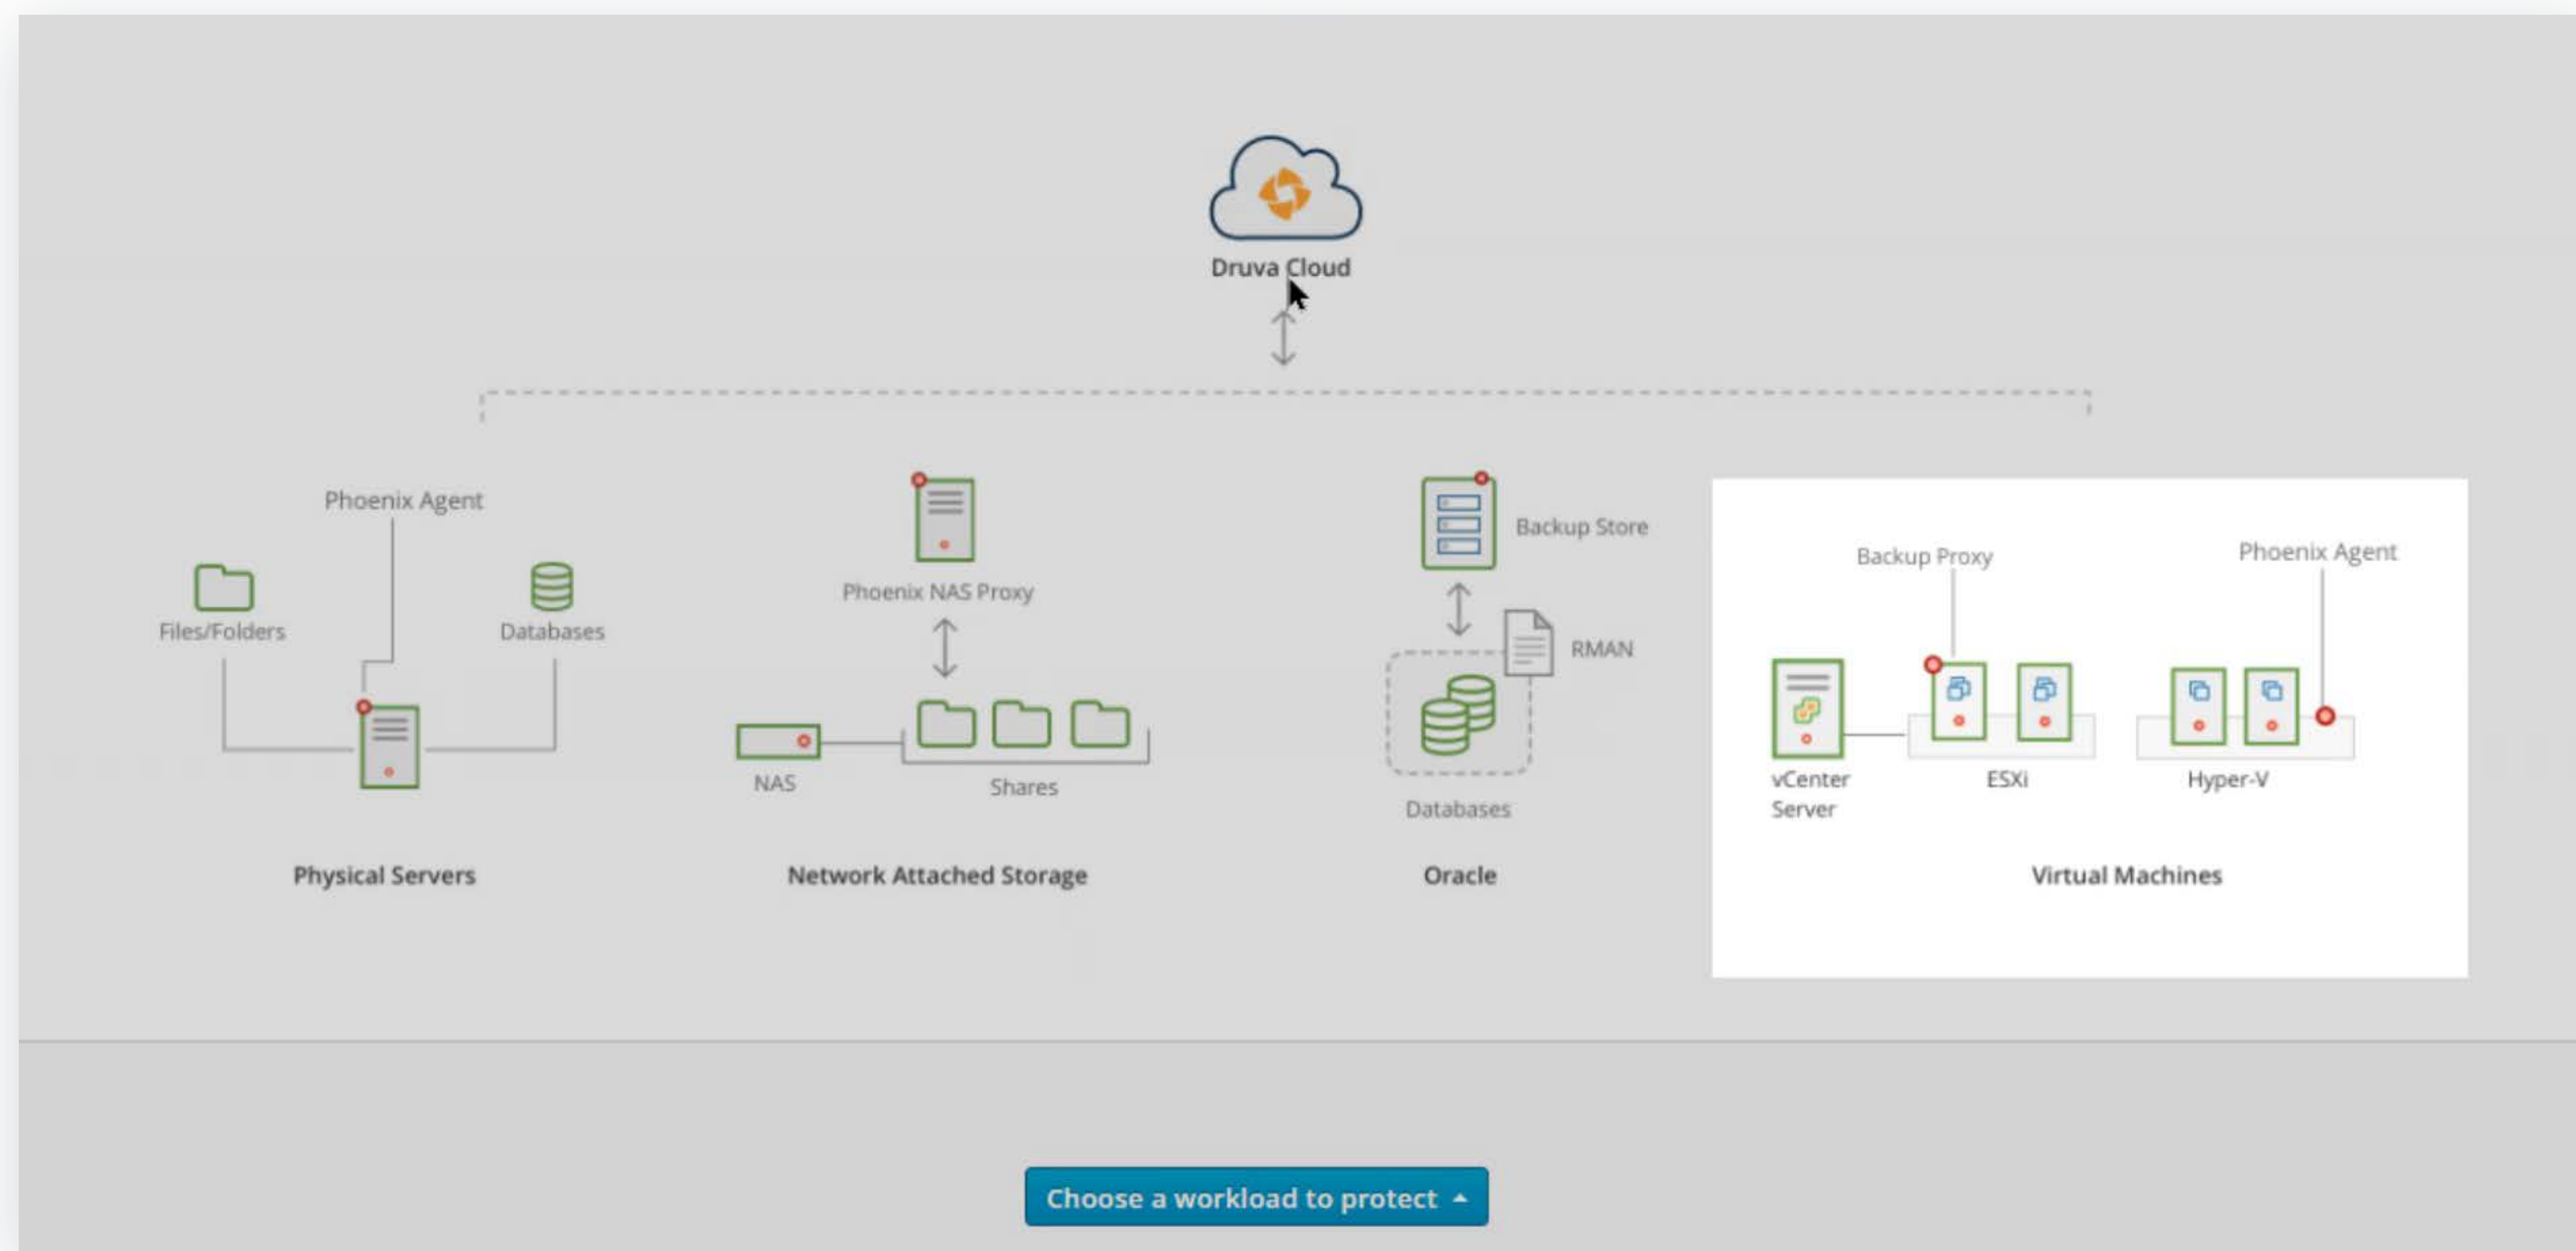 Druva Cloud
Phoenix Agent
Files/Folders
Databases
Physical Servers
Phoenix NAS Proxy
NAS
Shares
Network Attached Storage
Backup Store
RMAN
Databases
Oracle
Backup Proxy
Phoenix Agent
vCenter
Server
ESXi
Hyper-V
Virtual Machines
Choose a workload to protect